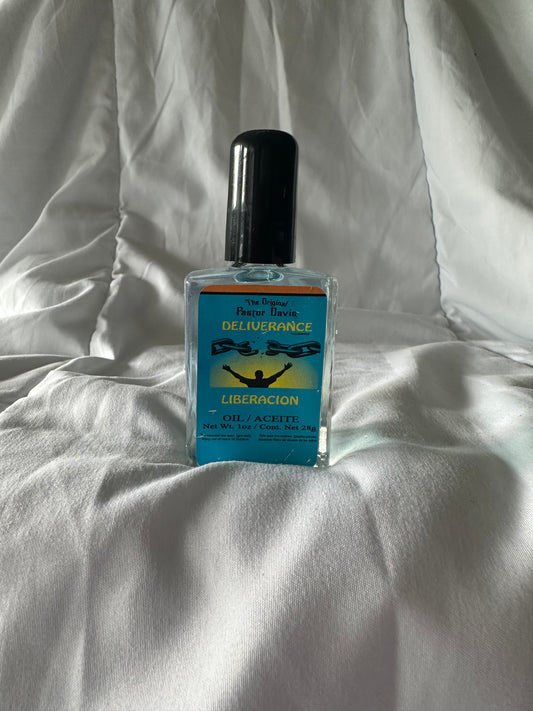 The Original
Pastor Davis
DELIVERANCE
LIBERACION
OIL / ACEITE
Net Wt. 1oz / Cont. Net 28g